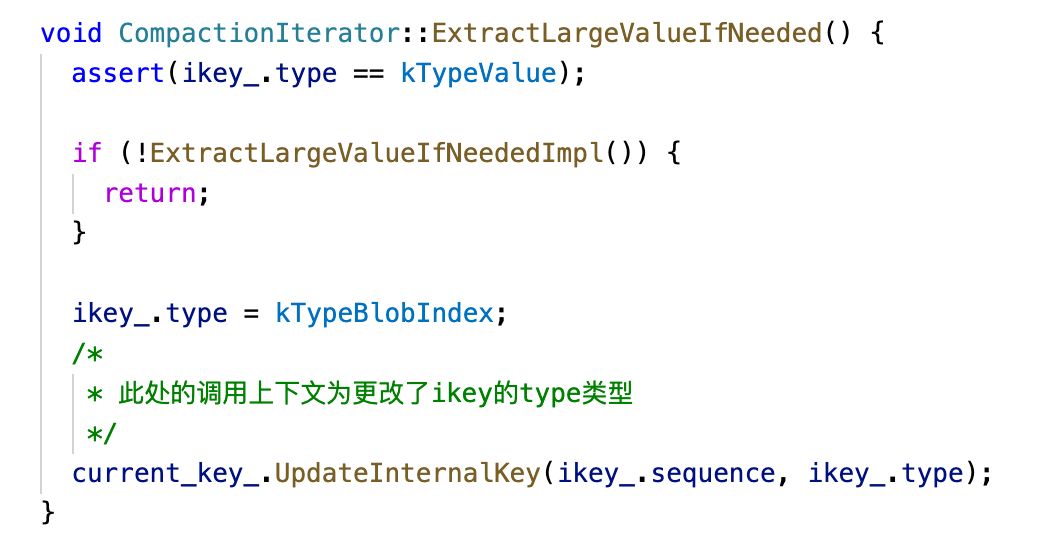 void CompactionIterator::ExtractLargeValueIfNeeded() {
  assert(ikey_.type == kTypeValue);

  if (!ExtractLargeValueIfNeededImpl()) {
    return;
  }

  ikey_.type = kTypeBlobIndex;
  /*
   * 此处的调用上下文为更改了ikey的type类型
   */
  current_key_.UpdateInternalKey(ikey_.sequence, ikey_.type);
}